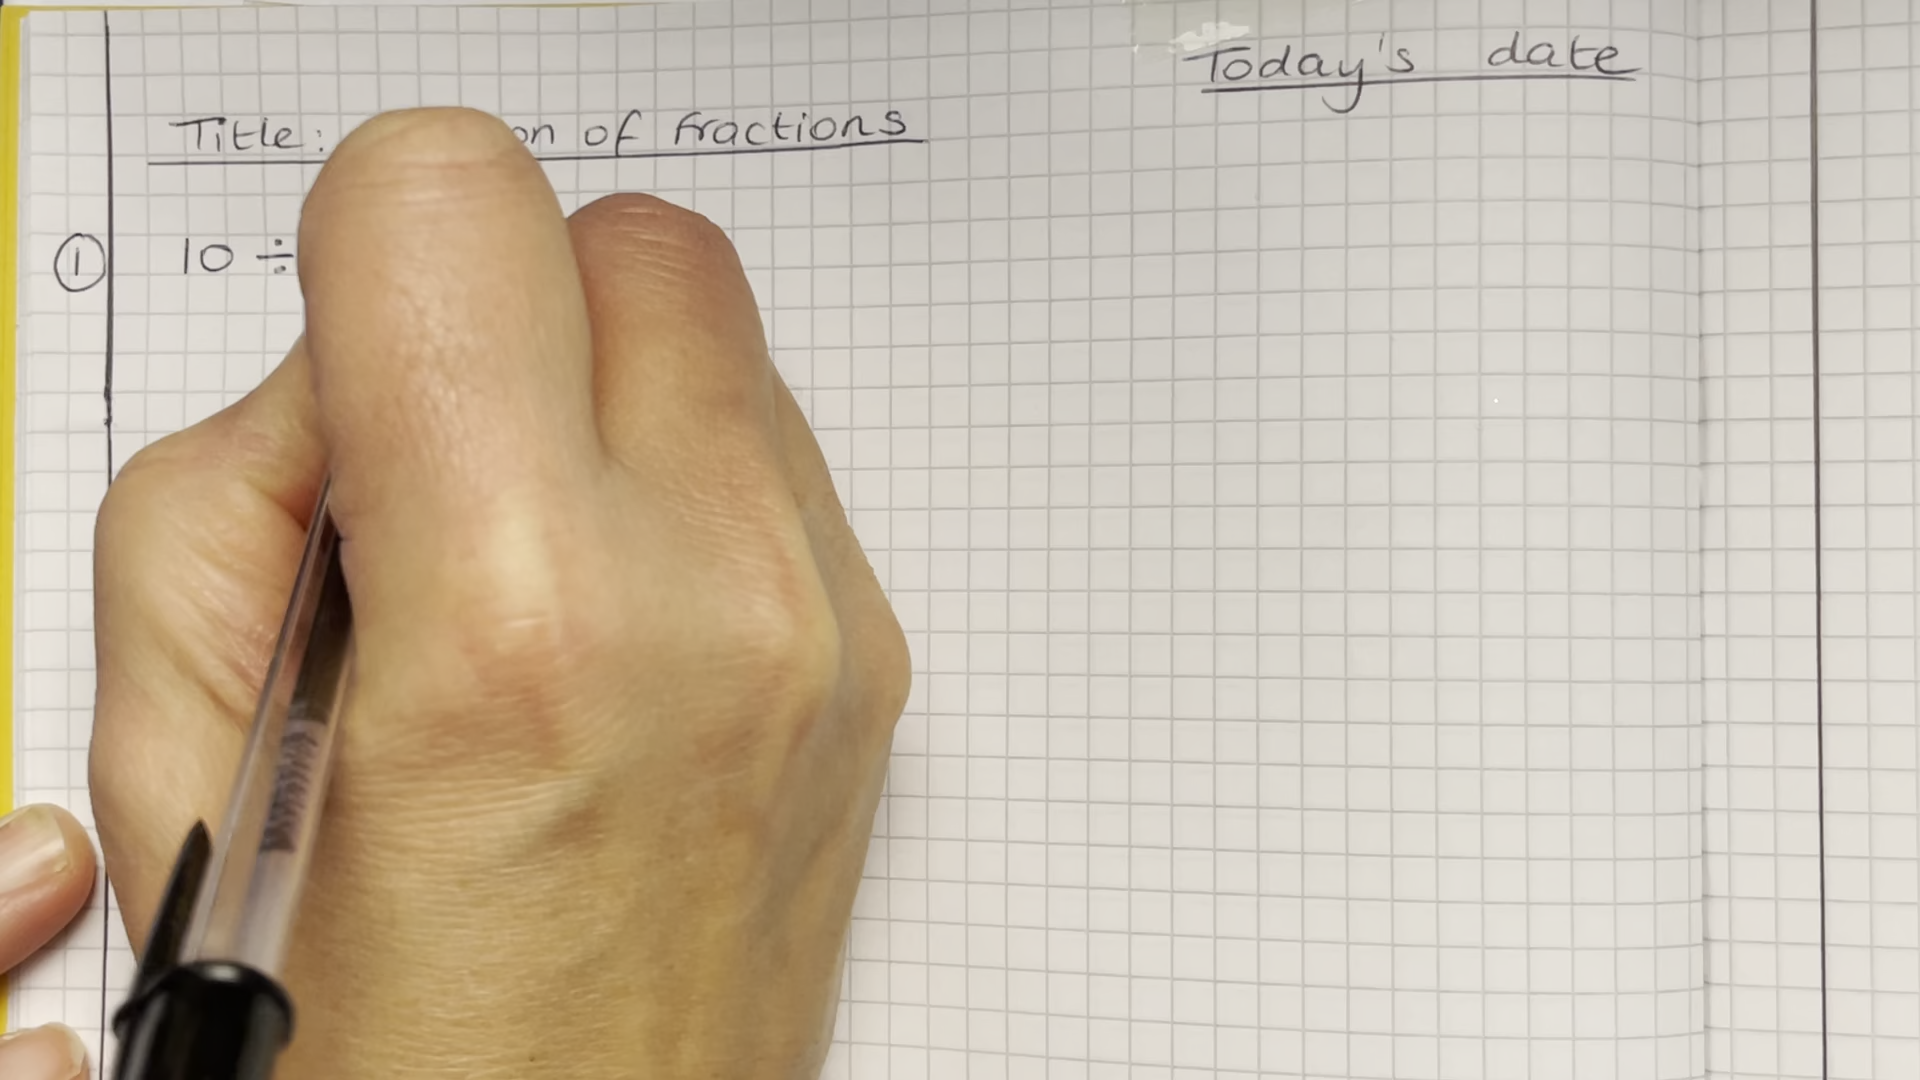 Today's date
Title: on of fractions
① 10 ÷